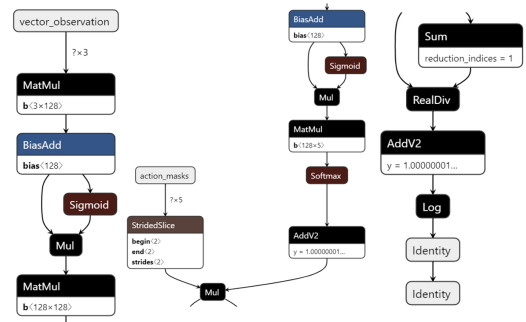 vector_observation
?×3
MatMul
b⟨3×128⟩
BiasAdd
bias⟨128⟩
Sigmoid
Mul
MatMul
b⟨128×128⟩
action_masks
?×5
StridedSlice
begin⟨2⟩
end⟨2⟩
strides⟨2⟩
BiasAdd
bias⟨128⟩
Sigmoid
Mul
MatMul
b⟨128×5⟩
Softmax
AddV2
y = 1.00000001...
Mul
Sum
reduction_indices = 1
RealDiv
AddV2
y = 1.00000001...
Log
Identity
Identity